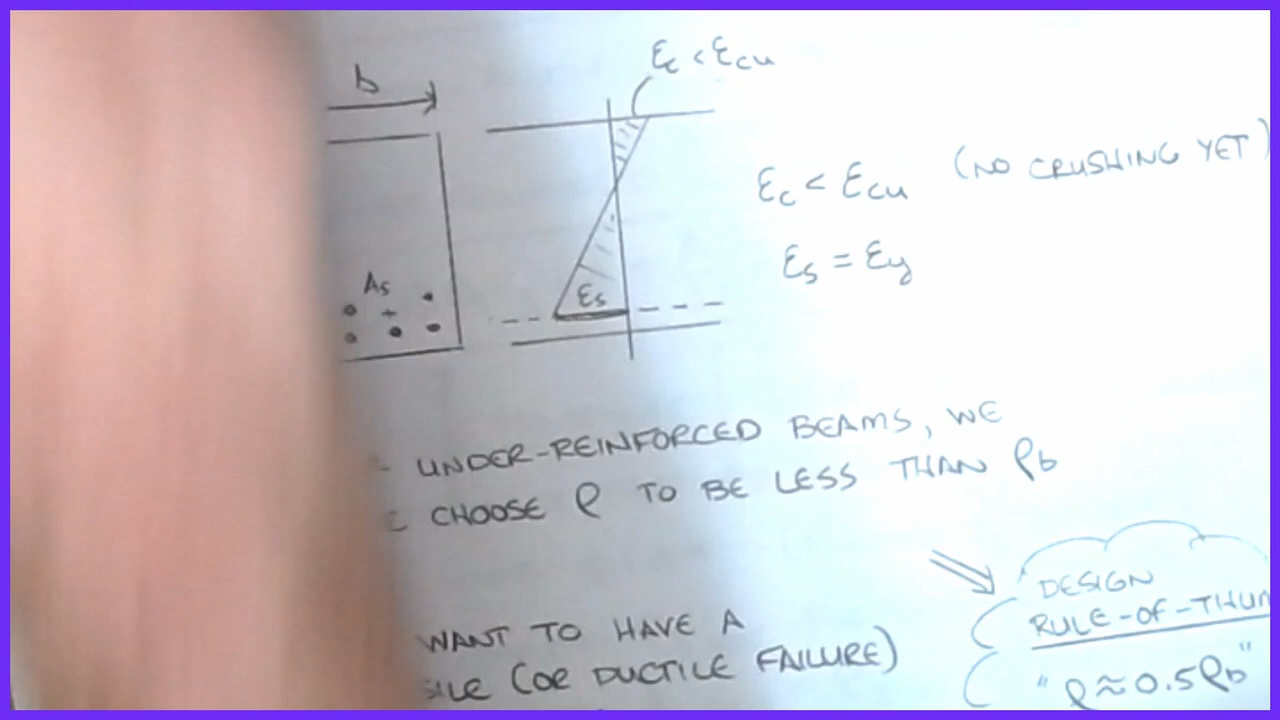 b
εc < εcu
As
εs
εc < εcu (NO CRUSHING YET)
εs = εy
UNDER-REINFORCED BEAMS, WE
CHOOSE ρ TO BE LESS THAN ρb
DESIGN
WANT TO HAVE A
(OR DUCTILE FAILURE)
"ρ≈0.5ρb"